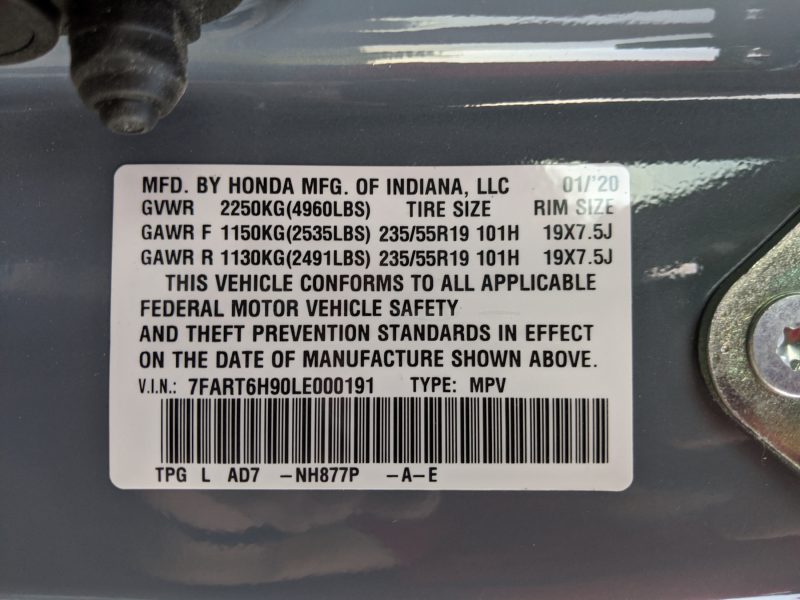 MFD. BY HONDA MFG. OF INDIANA, LLC 01/'20
GVWR 2250KG(4960LBS) TIRE SIZE RIM SIZE
GAWR F 1150KG(2535LBS) 235/55R19 101H 19X7.5J
GAWR R 1130KG(2491LBS) 235/55R19 101H 19X7.5J
THIS VEHICLE CONFORMS TO ALL APPLICABLE
FEDERAL MOTOR VEHICLE SAFETY
AND THEFT PREVENTION STANDARDS IN EFFECT
ON THE DATE OF MANUFACTURE SHOWN ABOVE.
V.I.N.: 7FART6H90LE000191 TYPE: MPV
TPG L AD7 -NH877P -A-E